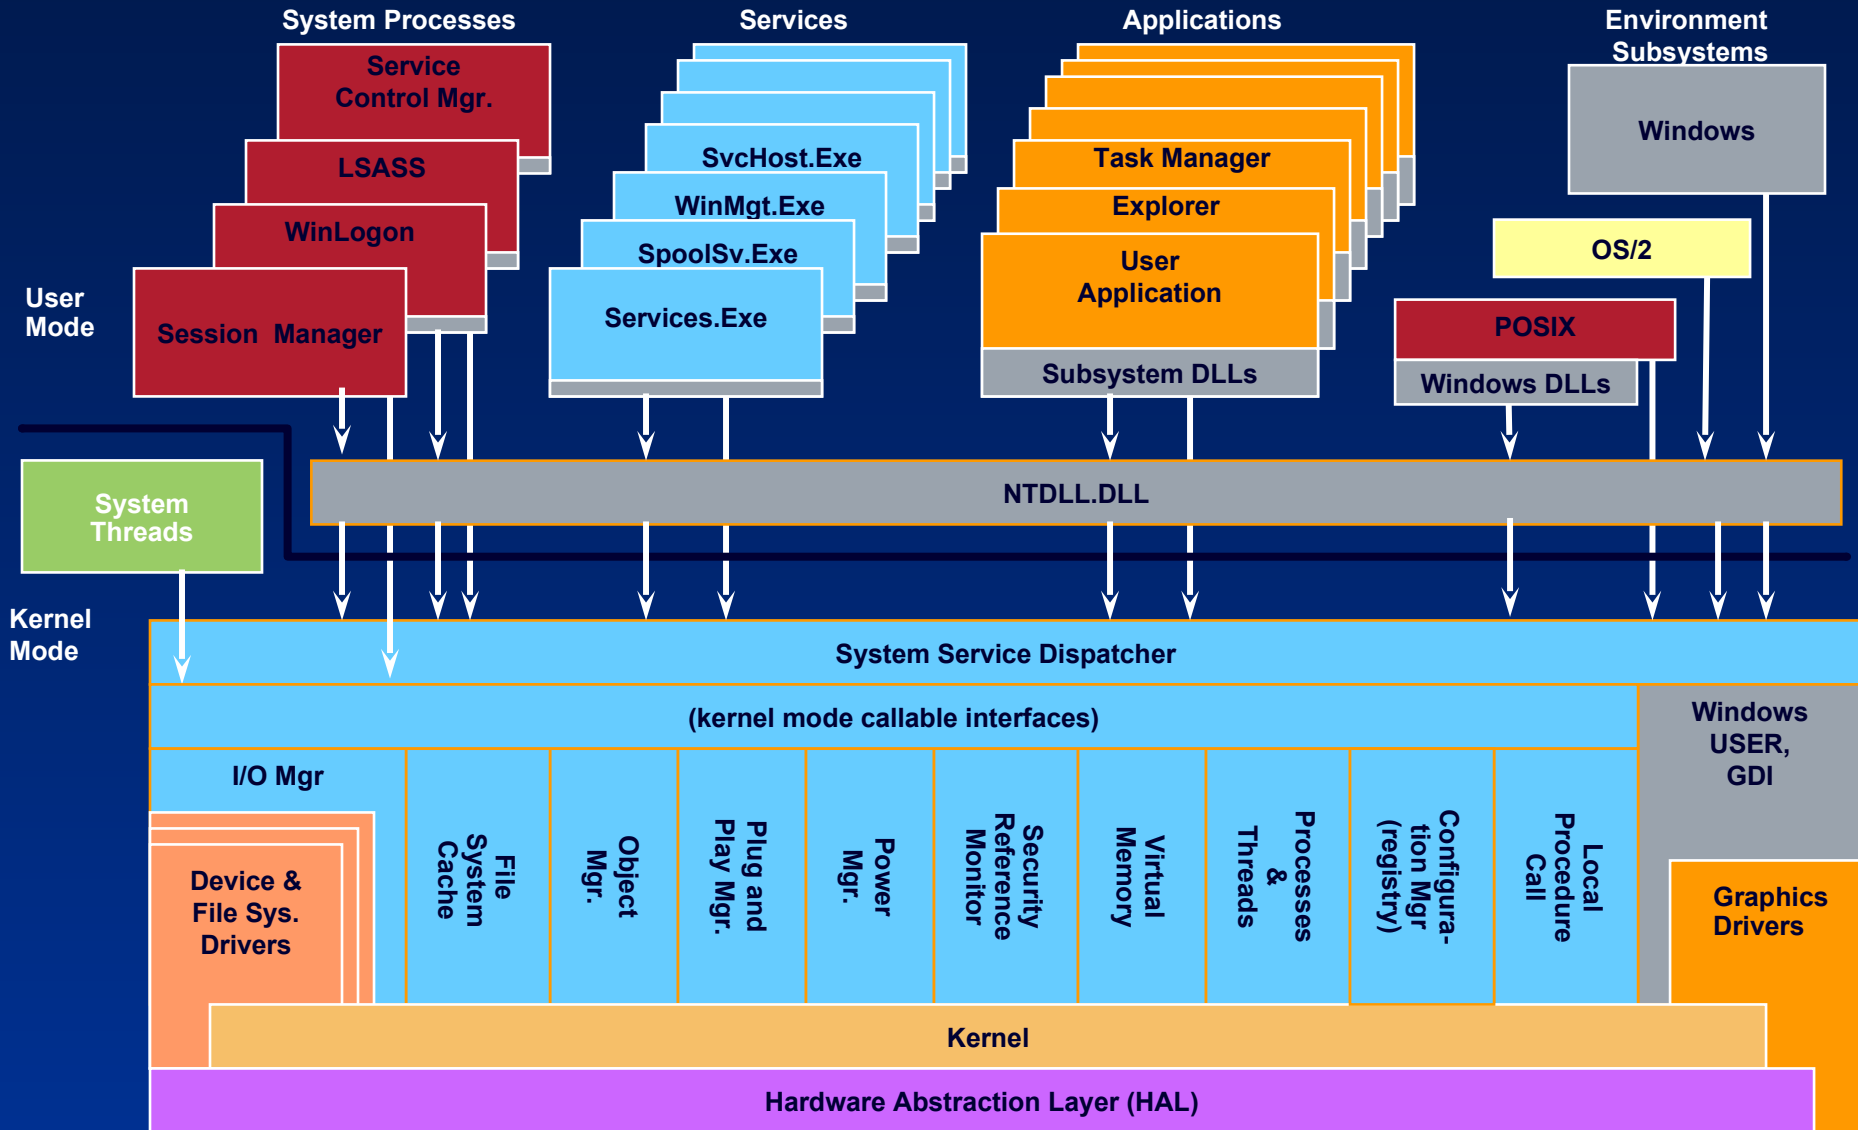 System Processes
Services
Applications
Environment
Subsystems
Service
Control Mgr.
LSASS
WinLogon
Session Manager
SvcHost.Exe
WinMgt.Exe
SpoolSv.Exe
Services.Exe
Task Manager
Explorer
User
Application
Subsystem DLLs
Windows
OS/2
POSIX
Windows DLLs
User
Mode
NTDLL.DLL
System
Threads
Kernel
Mode
System Service Dispatcher
(kernel mode callable interfaces)
Windows
USER,
GDI
I/O Mgr
Device &
File Sys.
Drivers
File
System
Cache
Object
Mgr.
Plug and
Play Mgr.
Power
Mgr.
Security
Reference
Monitor
Virtual
Memory
Processes
&
Threads
Configura-
tion Mgr
(registry)
Local
Procedure
Call
Graphics
Drivers
Kernel
Hardware Abstraction Layer (HAL)